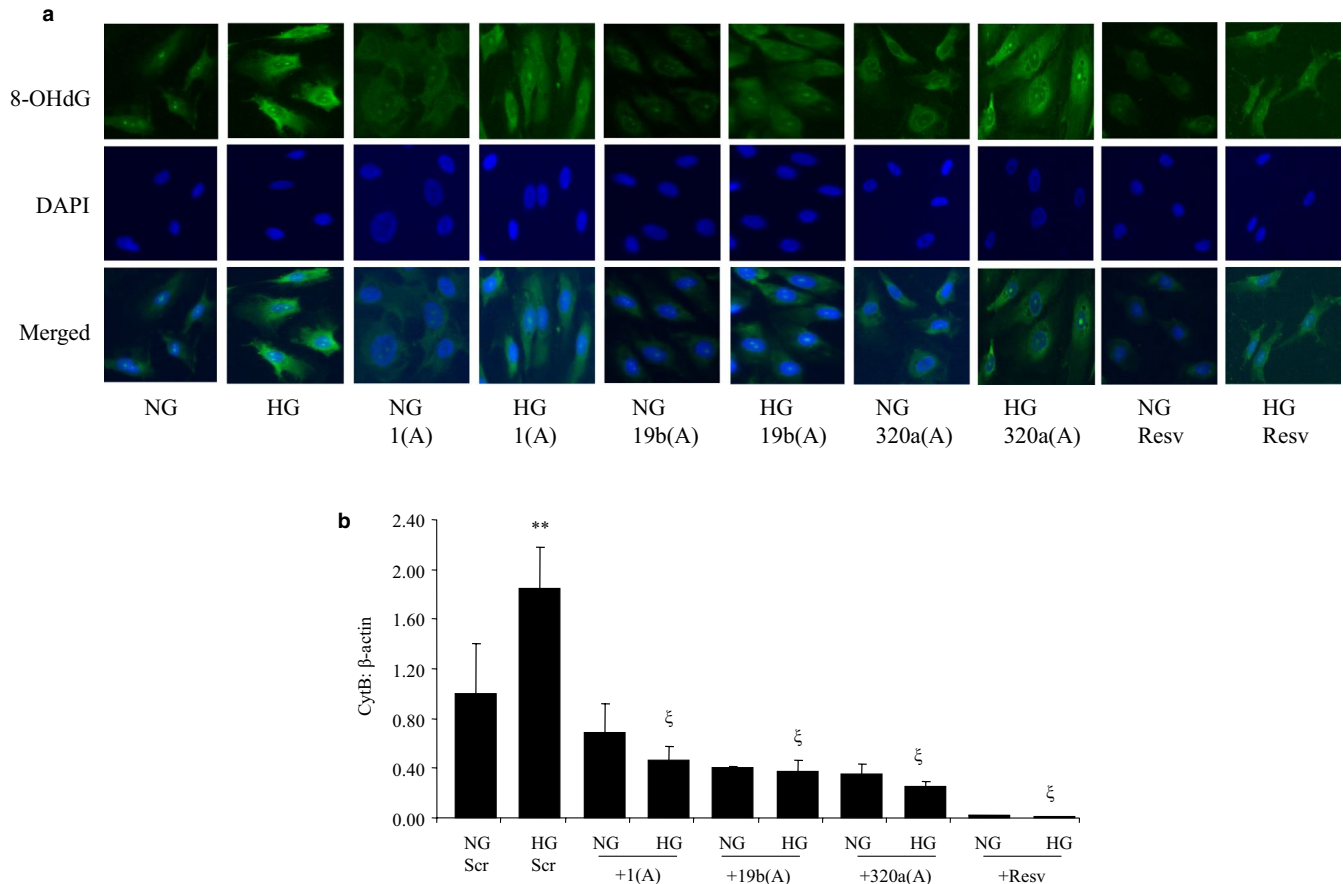 a
8-OHdG
DAPI
Merged
NG HG NG HG NG HG NG HG NG HG
1(A) 1(A) 19b(A) 19b(A) 320a(A) 320a(A) Resv Resv
b
2.40
2.00
1.60
1.20
0.80
0.40
0.00
CytB: β-actin
**
ξ
ξ
ξ
ξ
NG HG NG HG NG HG NG HG NG HG
Scr Scr +1(A) +19b(A) +320a(A) +Resv